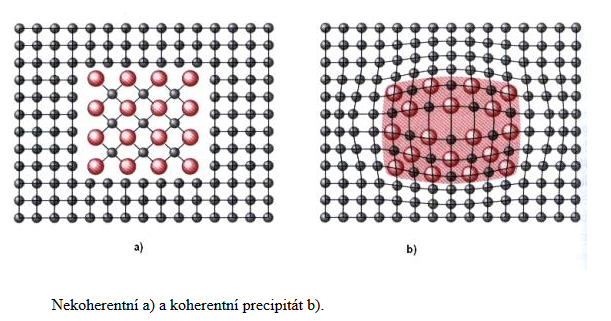 a)
b)
Nekoherentní a) a koherentní precipitát b).